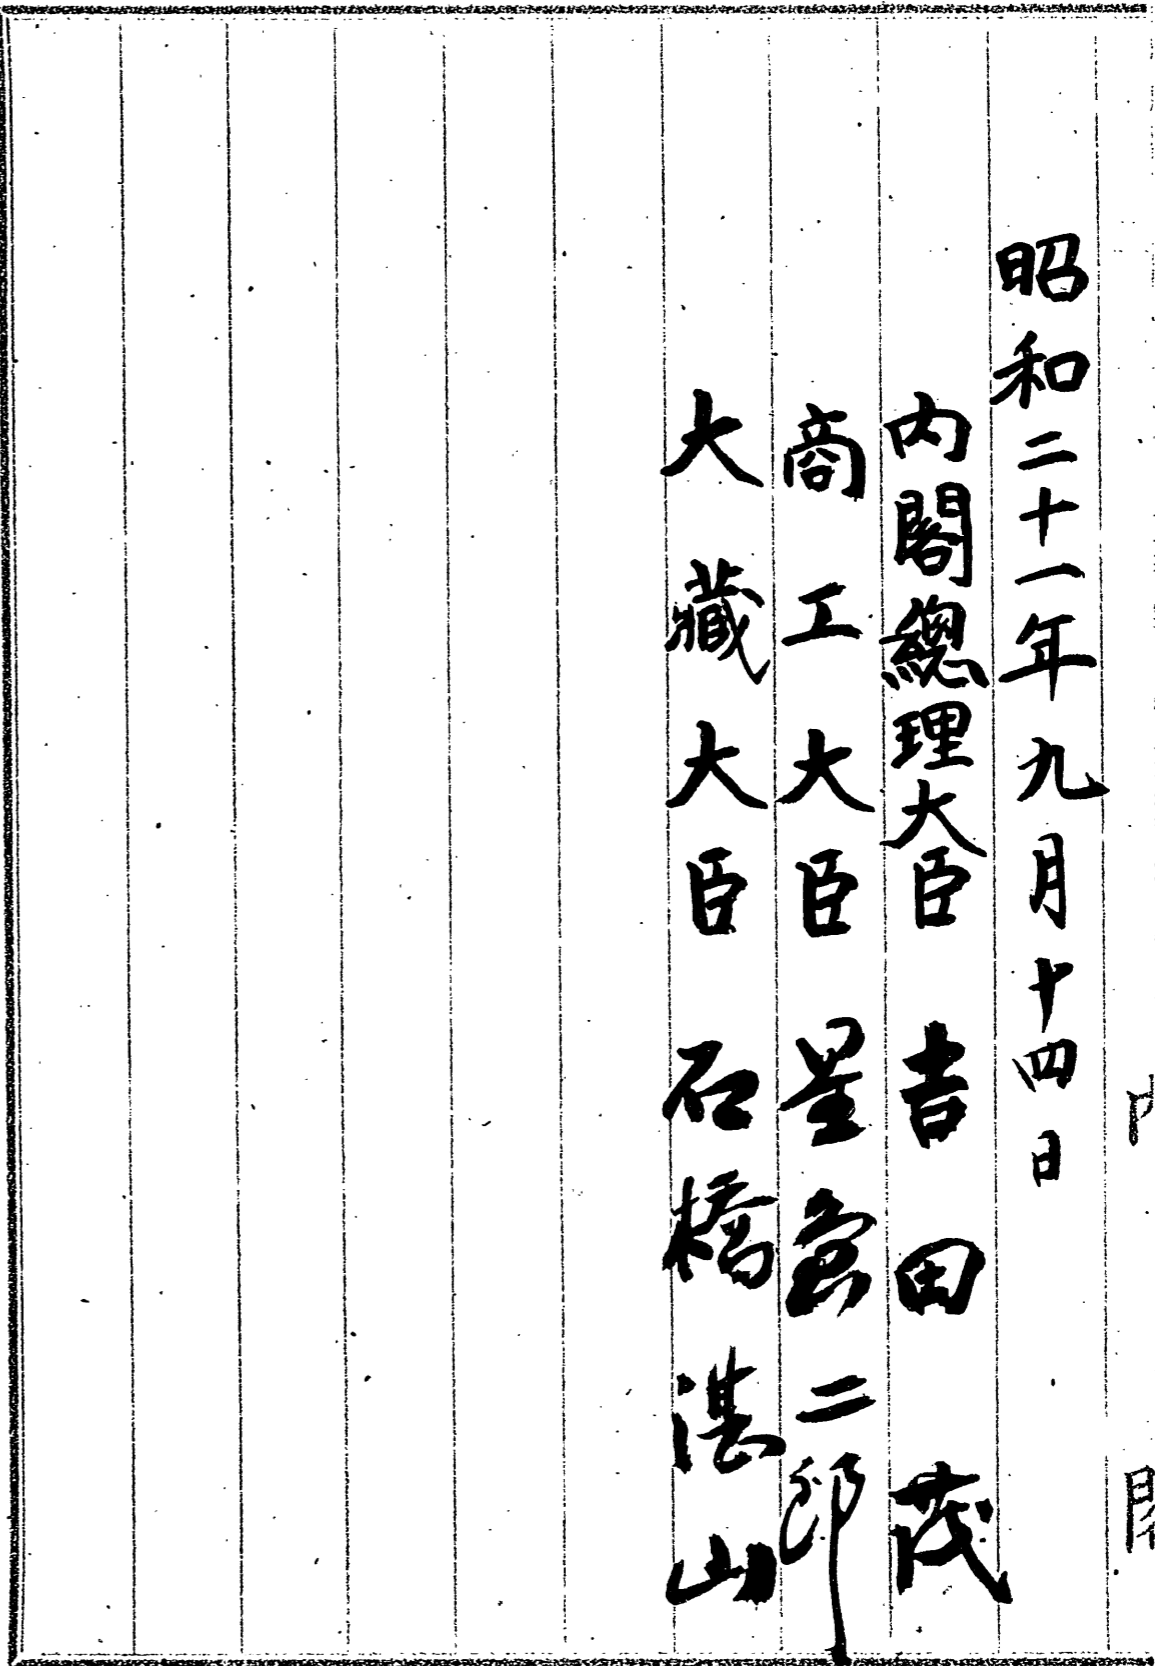 昭和二十一年九月十四日
内閣總理大臣 吉田茂
商工大臣 星島二郎
大藏大臣 石橋湛山